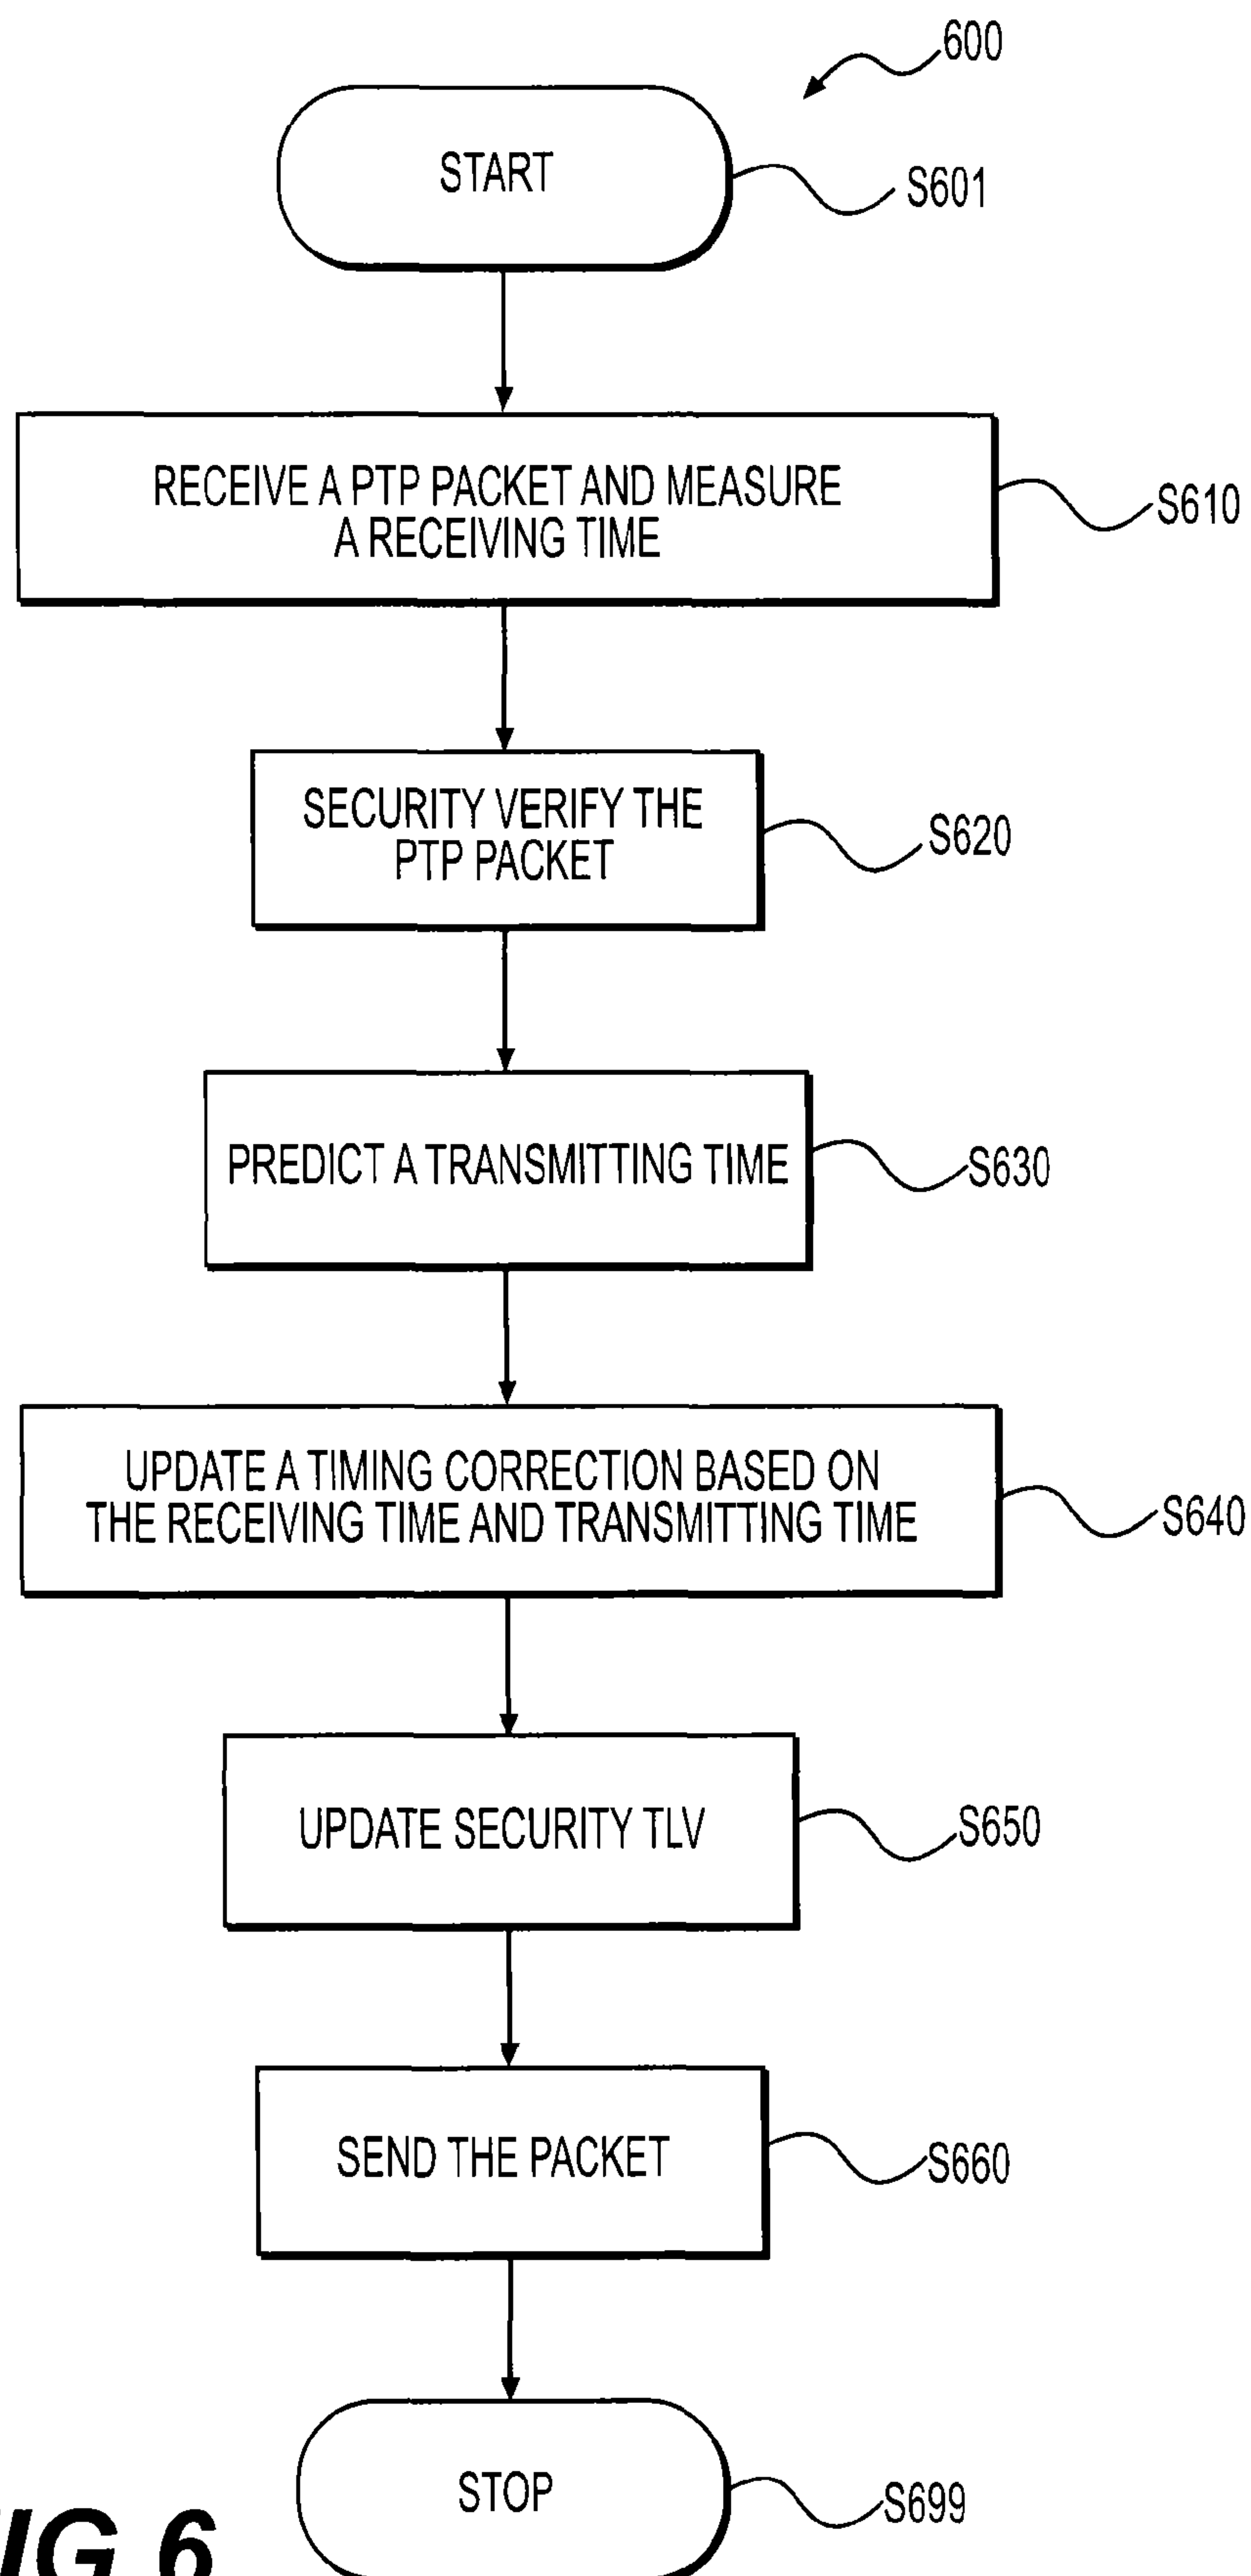 600
START
S601
RECEIVE A PTP PACKET AND MEASURE
A RECEIVING TIME
S610
SECURITY VERIFY THE
PTP PACKET
S620
PREDICT A TRANSMITTING TIME
S630
UPDATE A TIMING CORRECTION BASED ON
THE RECEIVING TIME AND TRANSMITTING TIME
S640
UPDATE SECURITY TLV
S650
SEND THE PACKET
S660
STOP
S699
IG 6